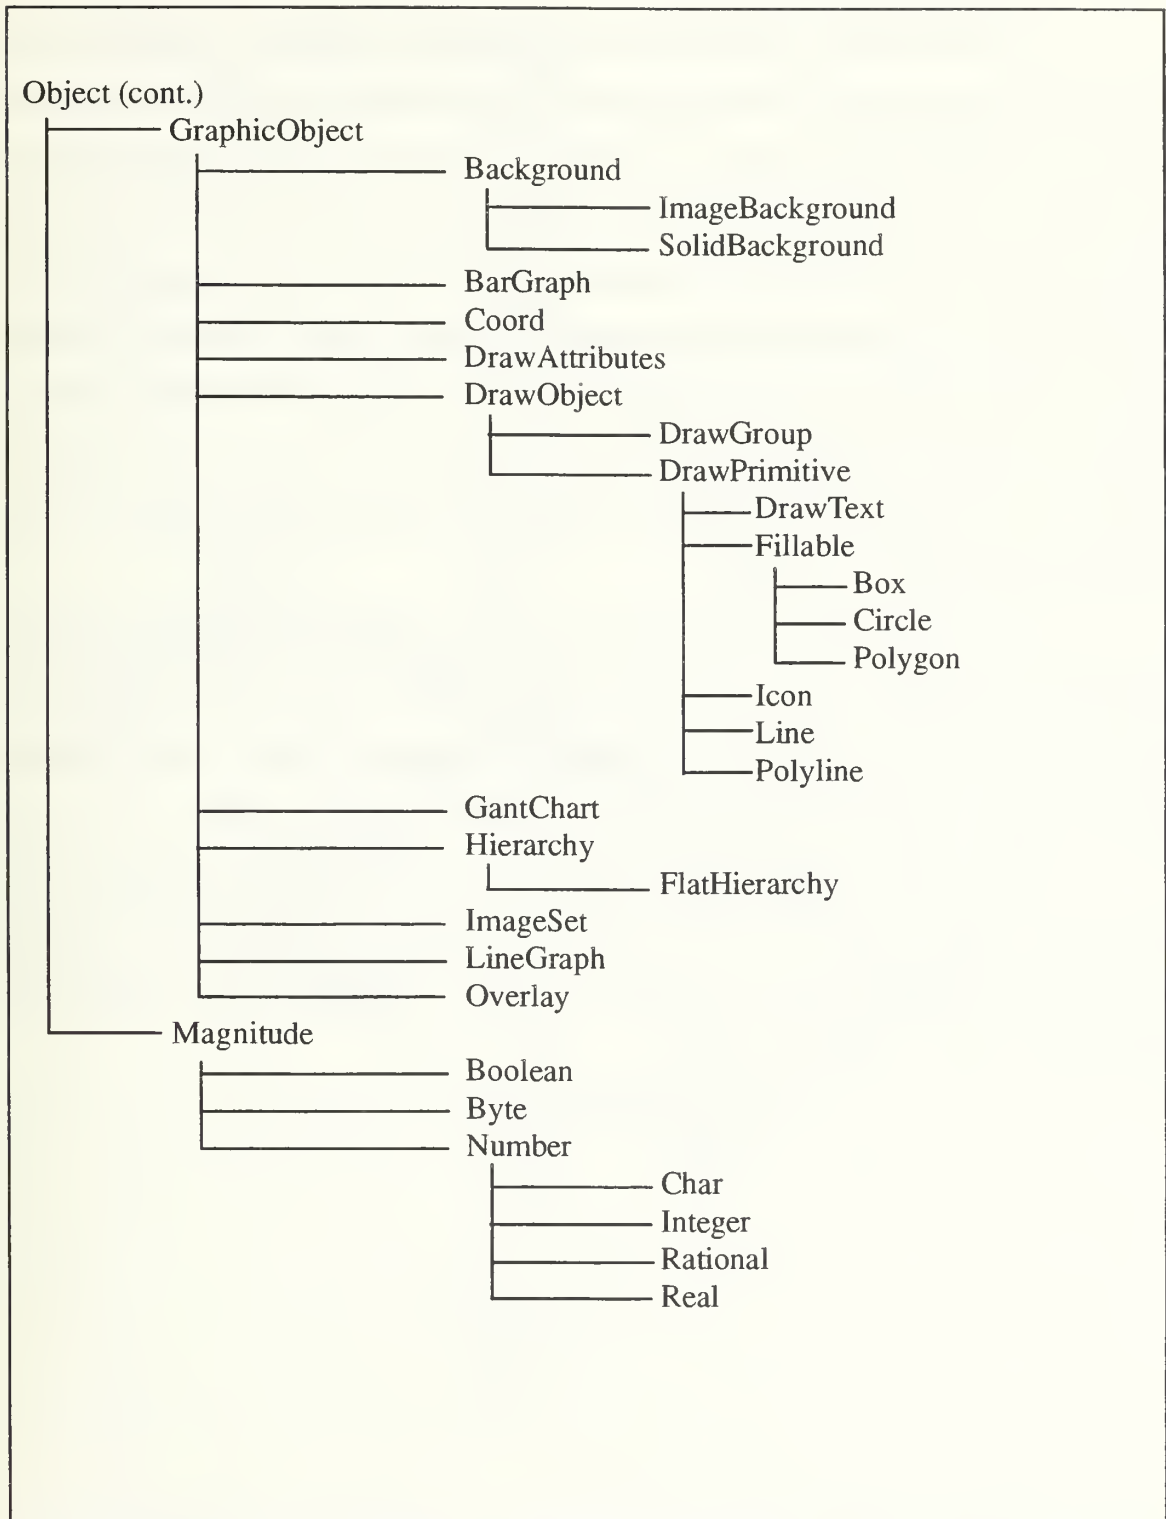 Object (cont.)
GraphicObject
Background
ImageBackground
SolidBackground
BarGraph
Coord
DrawAttributes
DrawObject
DrawGroup
DrawPrimitive
DrawText
Fillable
Box
Circle
Polygon
Icon
Line
Polyline
GantChart
Hierarchy
FlatHierarchy
ImageSet
LineGraph
Overlay
Magnitude
Boolean
Byte
Number
Char
Integer
Rational
Real